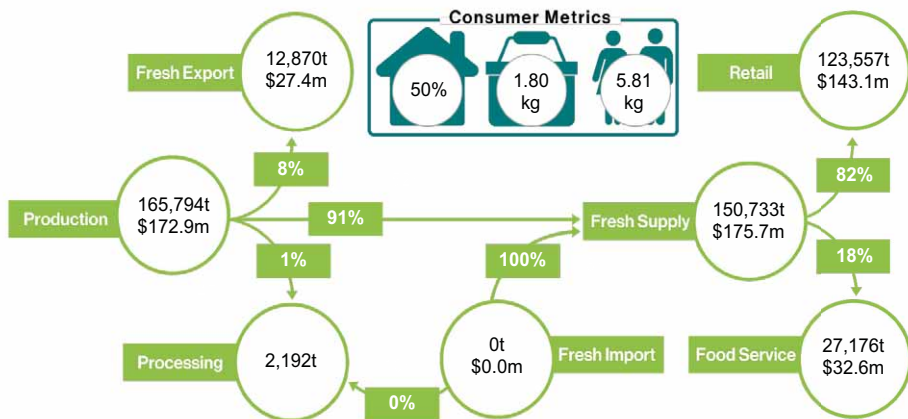 Consumer Metrics
50%
1.80
kg
5.81
kg
Fresh Export
12,870t
$27.4m
Retail
123,557t
$143.1m
8%
82%
Production
165,794t
$172.9m
91%
Fresh Supply
150,733t
$175.7m
1%
100%
18%
Processing
2,192t
0t
$0.0m
Fresh Import
Food Service
27,176t
$32.6m
0%